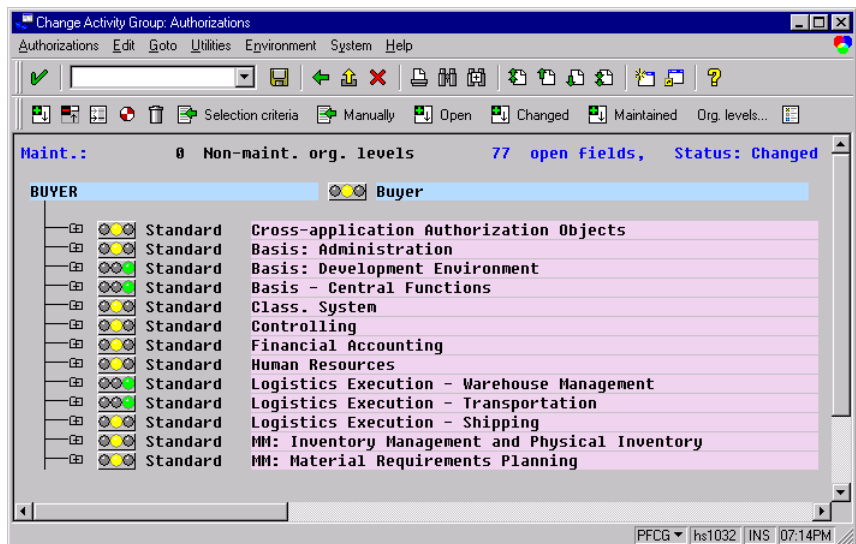 Change Activity Group: Authorizations
Authorizations Edit Goto Utilities Environment System Help
Selection criteria Manually Open Changed Maintained Org. levels...
Maint.: 0 Non-maint. org. levels 77 open fields, Status: Changed
BUYER Buyer
Standard Cross-application Authorization Objects
Standard Basis: Administration
Standard Basis: Development Environment
Standard Basis - Central Functions
Standard Class. System
Standard Controlling
Standard Financial Accounting
Standard Human Resources
Standard Logistics Execution - Warehouse Management
Standard Logistics Execution - Transportation
Standard Logistics Execution - Shipping
Standard MM: Inventory Management and Physical Inventory
Standard MM: Material Requirements Planning
PFCG hs1032 INS 07:14PM